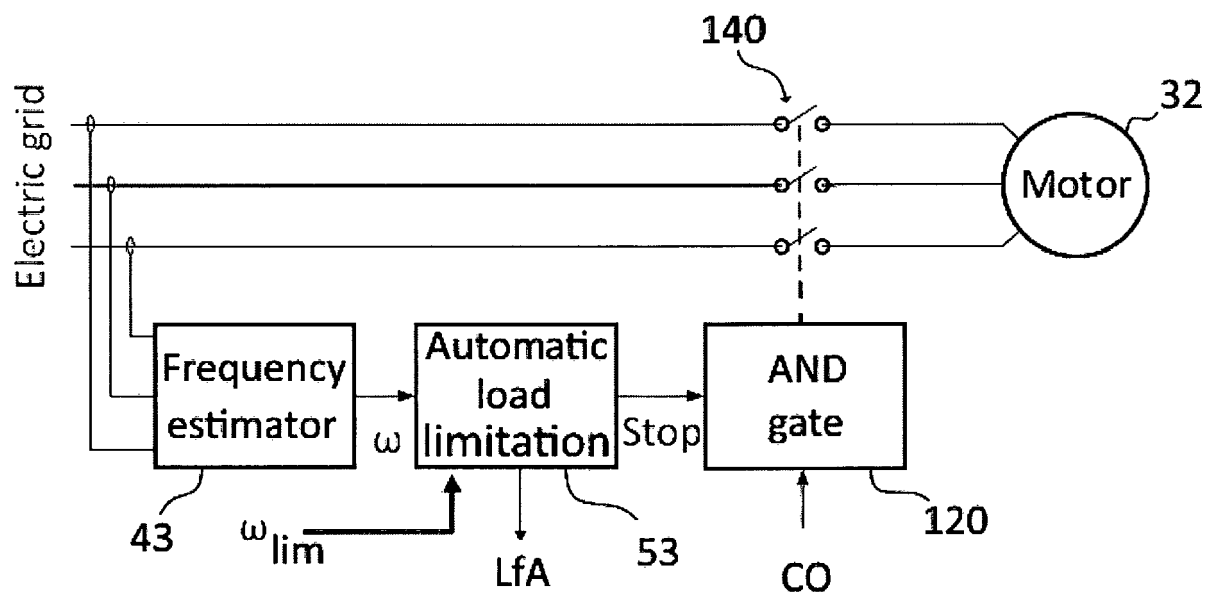 140
32
Electric grid
Motor
Frequency
estimator
Automatic
load
limitation
AND
gate
ω
Stop
43
ωlim
53
120
LfA
CO